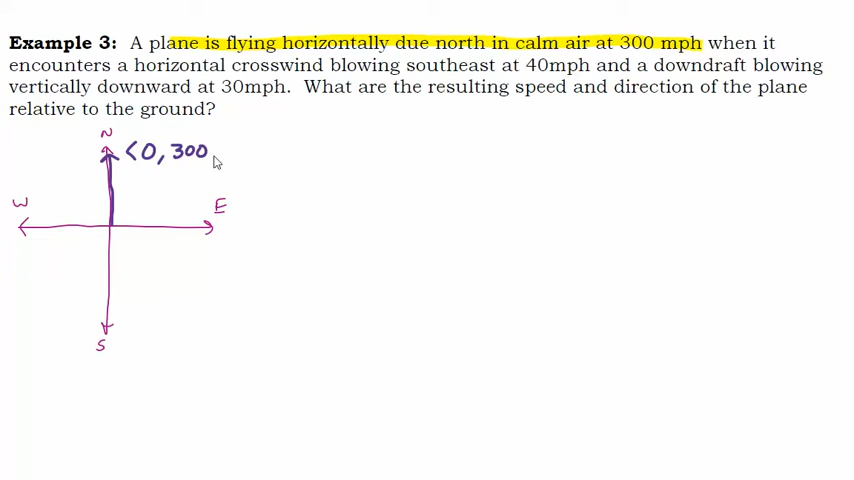 Example 3: A plane is flying horizontally due north in calm air at 300 mph when it
encounters a horizontal crosswind blowing southeast at 40mph and a downdraft blowing
vertically downward at 30mph. What are the resulting speed and direction of the plane
relative to the ground?
N
<0, 300
W
E
S